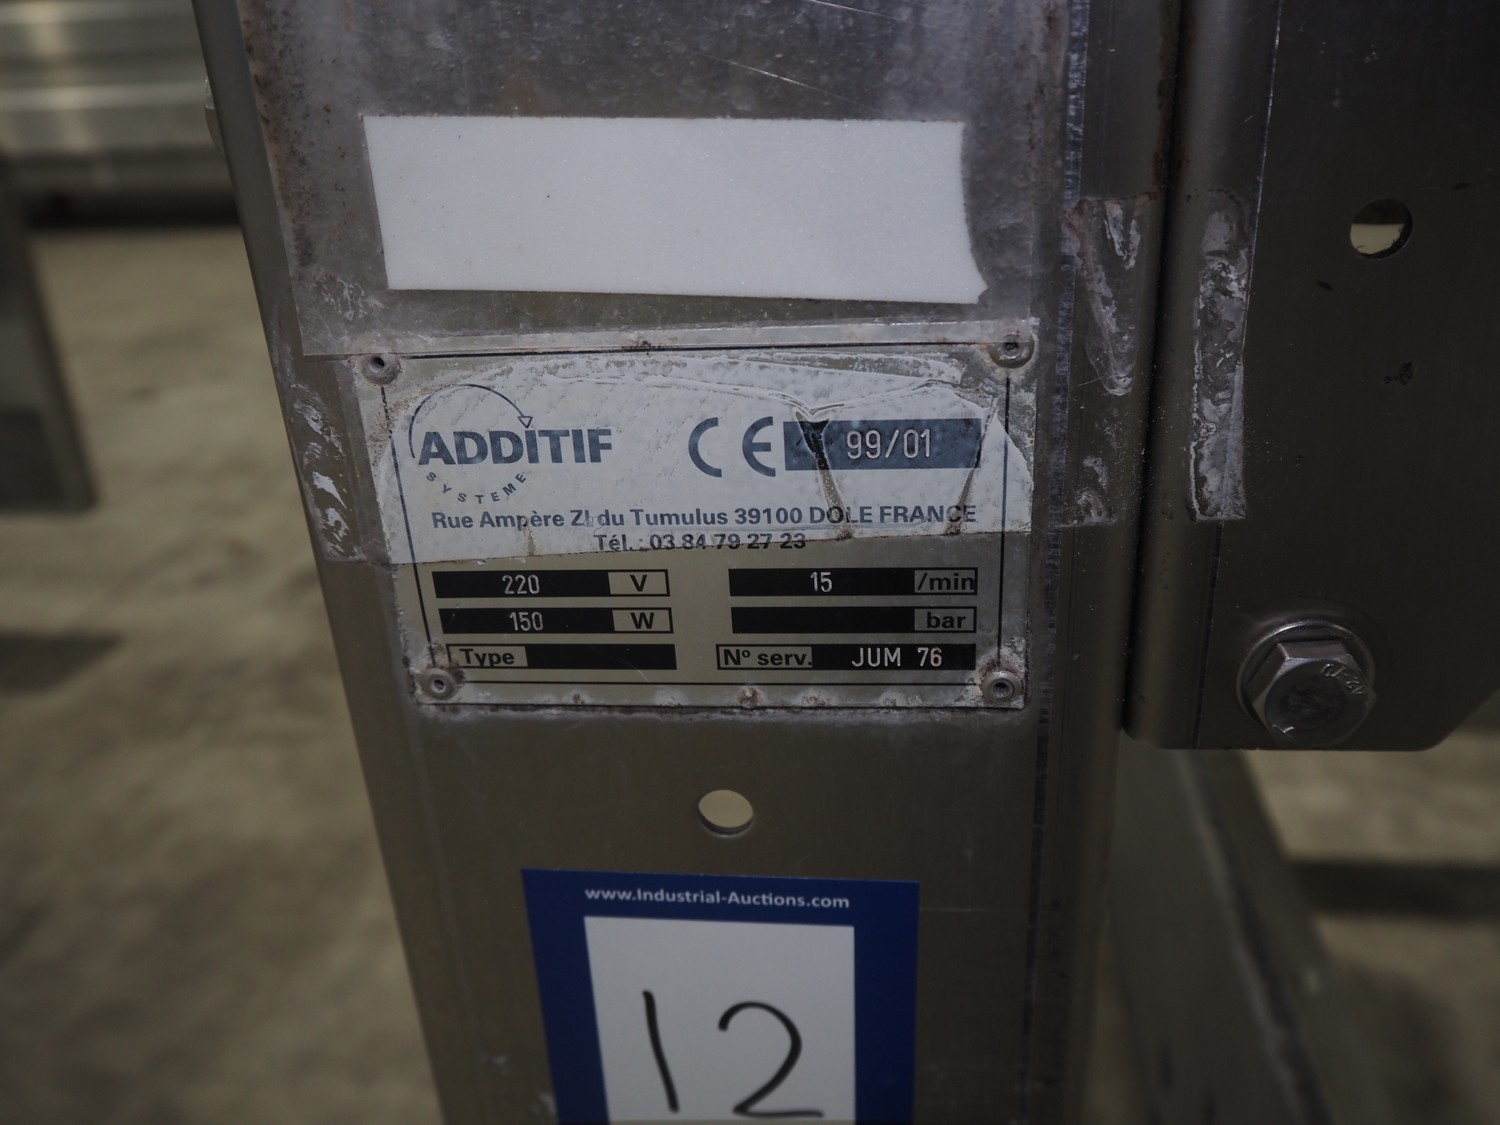 ADDITIF
SYSTEME
CE 99/01
Rue Ampère ZI du Tumulus 39100 DOLE FRANCE
Tél. : 03 84 79 27 23
220 V 15 /min
150 W bar
Type Nº serv. JUM 76
www.Industrial-Auctions.com
12